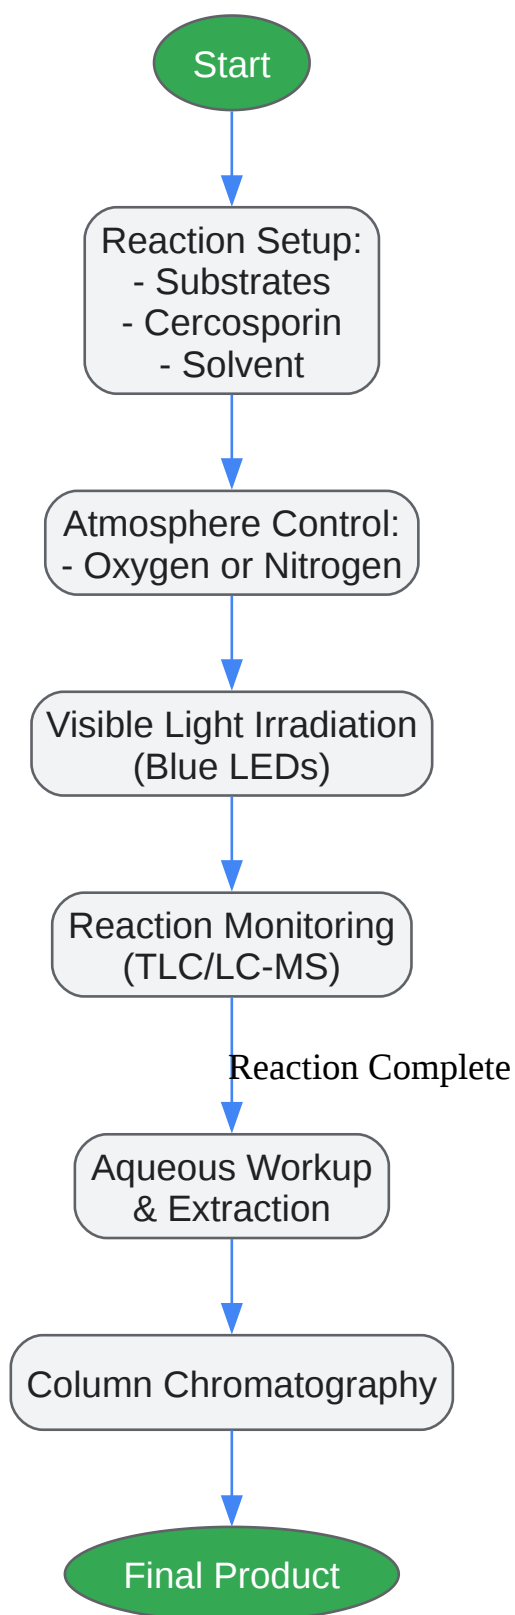 Start
Reaction Setup:
- Substrates
- Cercosporin
- Solvent
Atmosphere Control:
- Oxygen or Nitrogen
Visible Light Irradiation
(Blue LEDs)
Reaction Monitoring
(TLC/LC-MS)
Reaction Complete
Aqueous Workup
& Extraction
Column Chromatography
Final Product